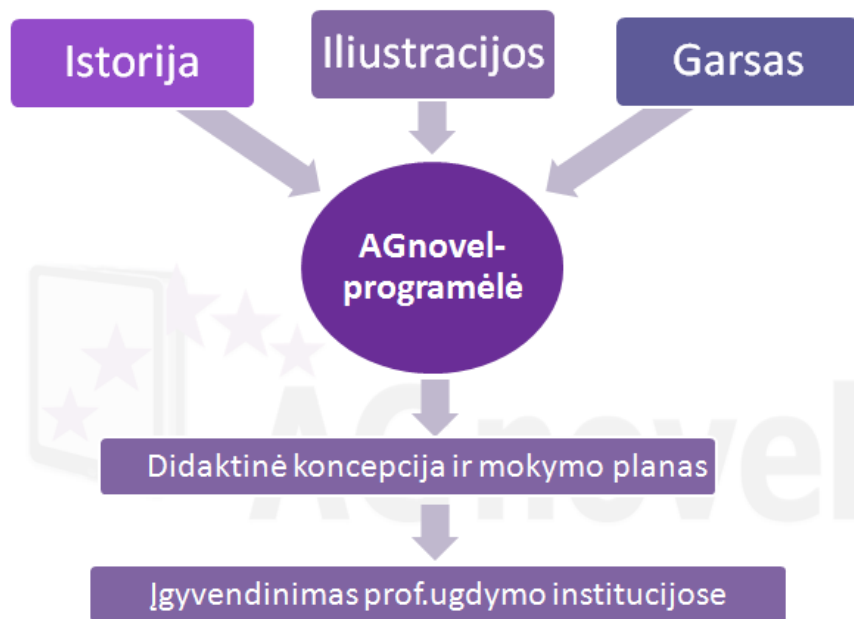 Istorija
Iliustracijos
Garsas
AGnovel-
programėlė
AGnovel
Didaktinė koncepcija ir mokymo planas
Įgyvendinimas prof.ugdymo institucijose